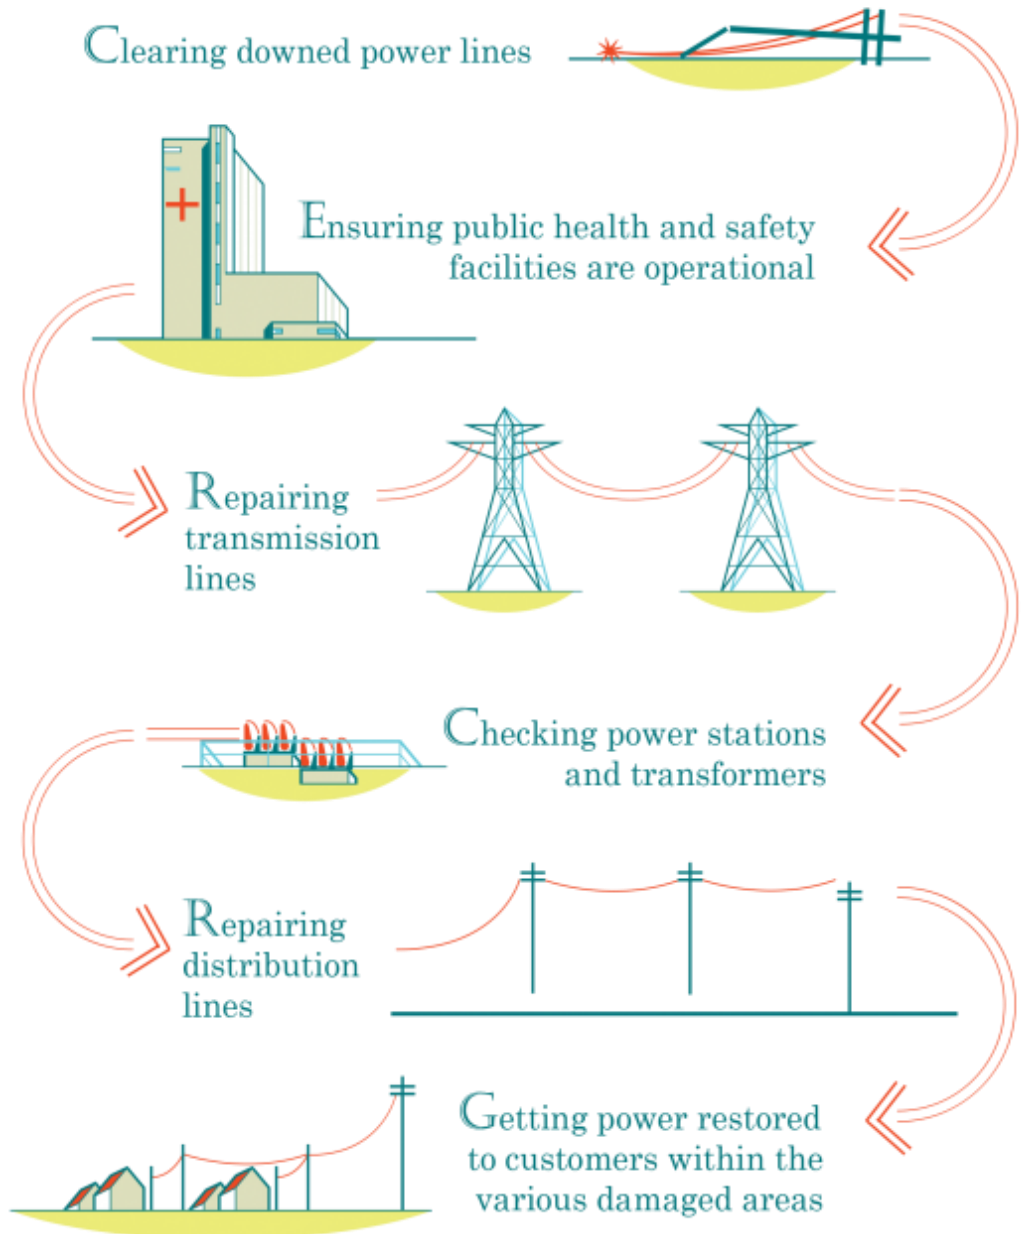 Clearing downed power lines
Ensuring public health and safety
facilities are operational
Repairing
transmission
lines
Checking power stations
and transformers
Repairing
distribution
lines
Getting power restored
to customers within the
various damaged areas